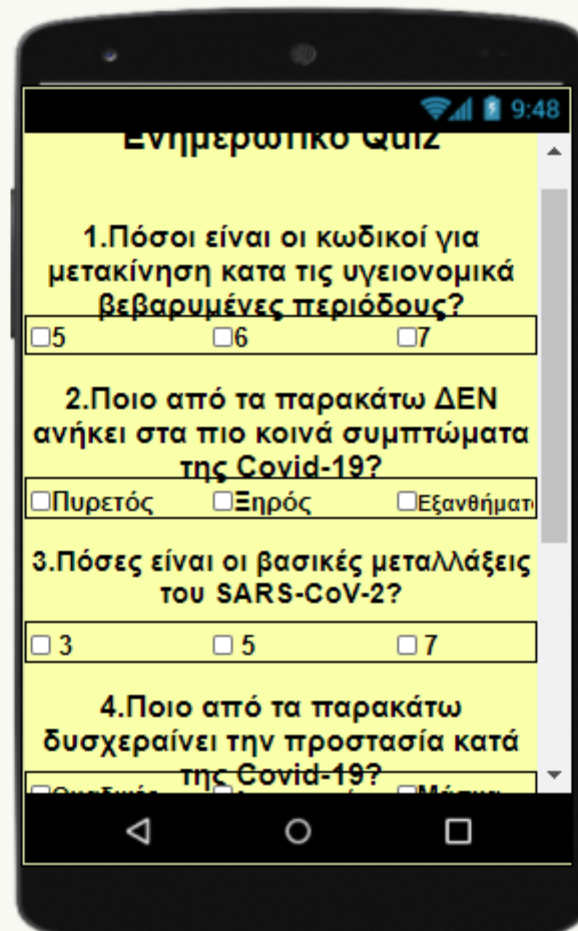 9:48
Ενημερωτικό Quiz
1.Πόσοι είναι οι κωδικοί για
μετακίνηση κατα τις υγειονομικά
βεβαρυμένες περιόδους?
5 6 7
2.Ποιο από τα παρακάτω ΔΕΝ
ανήκει στα πιο κοινά συμπτώματα
της Covid-19?
Πυρετός Ξηρός Εξανθήματ
3.Πόσες είναι οι βασικές μεταλλάξεις
του SARS-CoV-2?
3 5 7
4.Ποιο από τα παρακάτω
δυσχεραίνει την προστασία κατά
της Covid-19?
Μάσκα